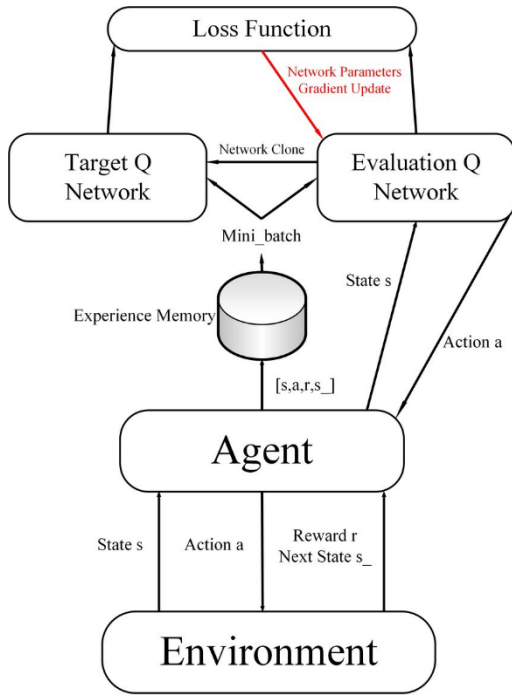 Loss Function
Network Parameters
Gradient Update
Target Q
Network
Network Clone
Evaluation Q
Network
Mini_batch
State s
Experience Memory
Action a
[s,a,r,s_]
Agent
State s
Action a
Reward r
Next State s_
Environment